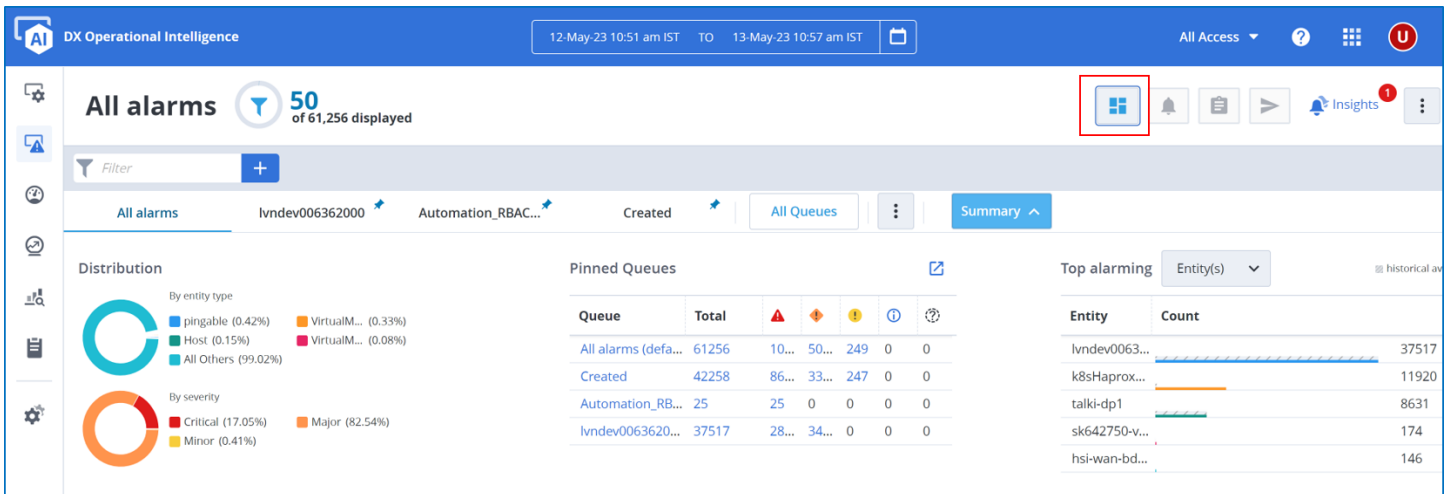 AI DX Operational Intelligence 12-May-23 10:51 am IST TO 13-May-23 10:57 am IST All Access ? U
All alarms 50 of 61,256 displayed Insights 1
Filter +
All alarms lvndev006362000 Automation_RBAC... Created All Queues Summary
Distribution Pinned Queues Top alarming Entity(s) historical av
By entity type
pingable (0.42%) VirtualM... (0.33%)
Host (0.15%) VirtualM... (0.08%)
All Others (99.02%)
By severity
Critical (17.05%) Major (82.54%)
Minor (0.41%)
Queue Total
All alarms (defa... 61256 10... 50... 249 0 0
Created 42258 86... 33... 247 0 0
Automation_RB... 25 25 0 0 0 0
lvndev0063620... 37517 28... 34... 0 0 0
Entity Count
lvndev0063... 37517
k8sHaprox... 11920
talki-dp1 8631
sk642750-v... 174
hsi-wan-bd... 146